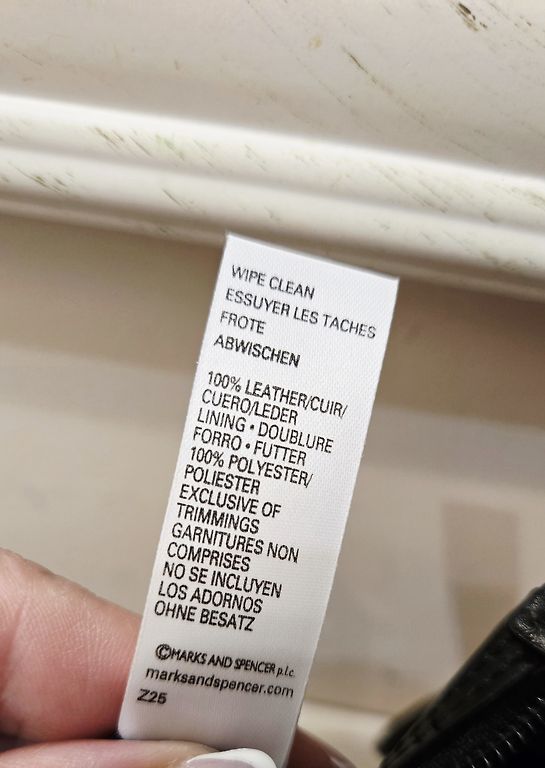 WIPE CLEAN
ESSUYER LES TACHES
FROTE
ABWISCHEN
100% LEATHER/CUIR/
CUERO/LEDER
LINING • DOUBLURE
FORRO • FUTTER
100% POLYESTER/
POLIESTER
EXCLUSIVE OF
TRIMMINGS
GARNITURES NON
COMPRISES
NO SE INCLUYEN
LOS ADORNOS
OHNE BESATZ
©MARKS AND SPENCER p.l.c.
marksandspencer.com
Z25